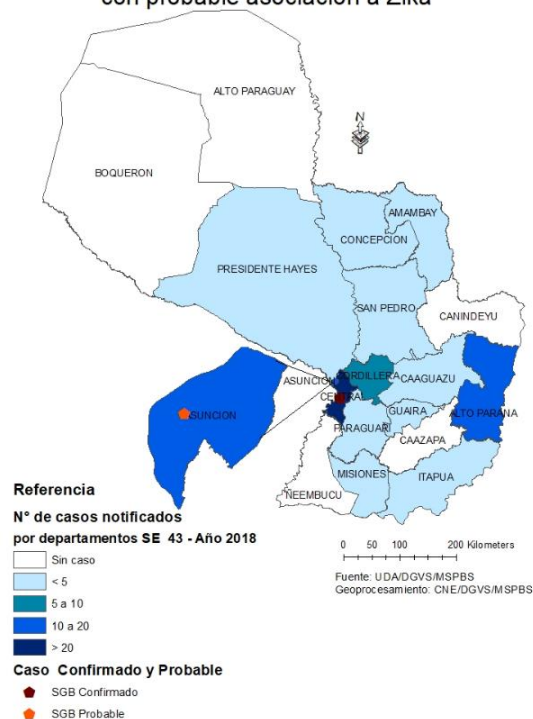 con probable asociación a Zika
ALTO PARAGUAY
N
BOQUERON
AMAMBAY
CONCEPCION
PRESIDENTE HAYES
SAN PEDRO
CANINDEYU
ASUNCION
CORDILLERA
CAAGUAZU
CENTRAL
ASUNCION
GUAIRA
ALTO PARANA
PARAGUARI
CAAZAPA
MISIONES
ITAPUA
ÑEEMBUCU
Referencia
N° de casos notificados
por departamentos SE 43 - Año 2018
Sin caso
< 5
5 a 10
10 a 20
> 20
0 50 100 200 Kilometers
Fuente: UDA/DGVS/MSPBS
Geoprocesamiento: CNE/DGVS/MSPBS
Caso Confirmado y Probable
SGB Confirmado
SGB Probable